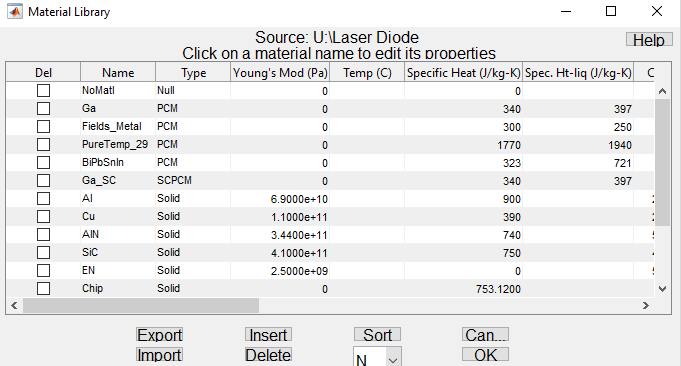 Material Library
Source: U:\Laser Diode
Click on a material name to edit its properties
Help
Del Name Type Young's Mod (Pa) Temp (C) Specific Heat (J/kg-K) Spec. Ht-liq (J/kg-K) C
NoMatl Null 0 0
Ga PCM 0 340 397
Fields_Metal PCM 0 300 250
PureTemp_29 PCM 0 1770 1940
BiPbSnIn PCM 0 323 721
Ga_SC SCPCM 0 340 397
Al Solid 6.9000e+10 900
Cu Solid 1.1000e+11 390
AlN Solid 3.4400e+11 740
SiC Solid 4.1000e+11 750
EN Solid 2.5000e+09 0
Chip Solid 0 753.1200
Export Insert Sort Can...
Import Delete N OK